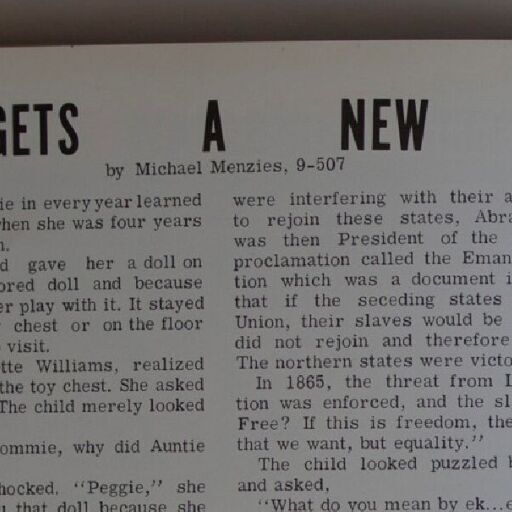 GETS A NEW
by Michael Menzies, 9-507
ie in every year learned
when she was four years
n.
d gave her a doll on
ored doll and because
er play with it. It stayed
chest or on the floor
visit.
tte Williams, realized
the toy chest. She asked
The child merely looked
ommie, why did Auntie
hocked. "Peggie," she
u that doll because she
were interfering with their a
to rejoin these states, Abra
was then President of the
proclamation called the Eman
tion which was a document i
that if the seceding states
Union, their slaves would be
did not rejoin and therefore
The northern states were victo
In 1865, the threat from L
tion was enforced, and the sl
Free? If this is freedom, the
that we want, but equality."
The child looked puzzled b
and asked,
"What do you mean by ek...e